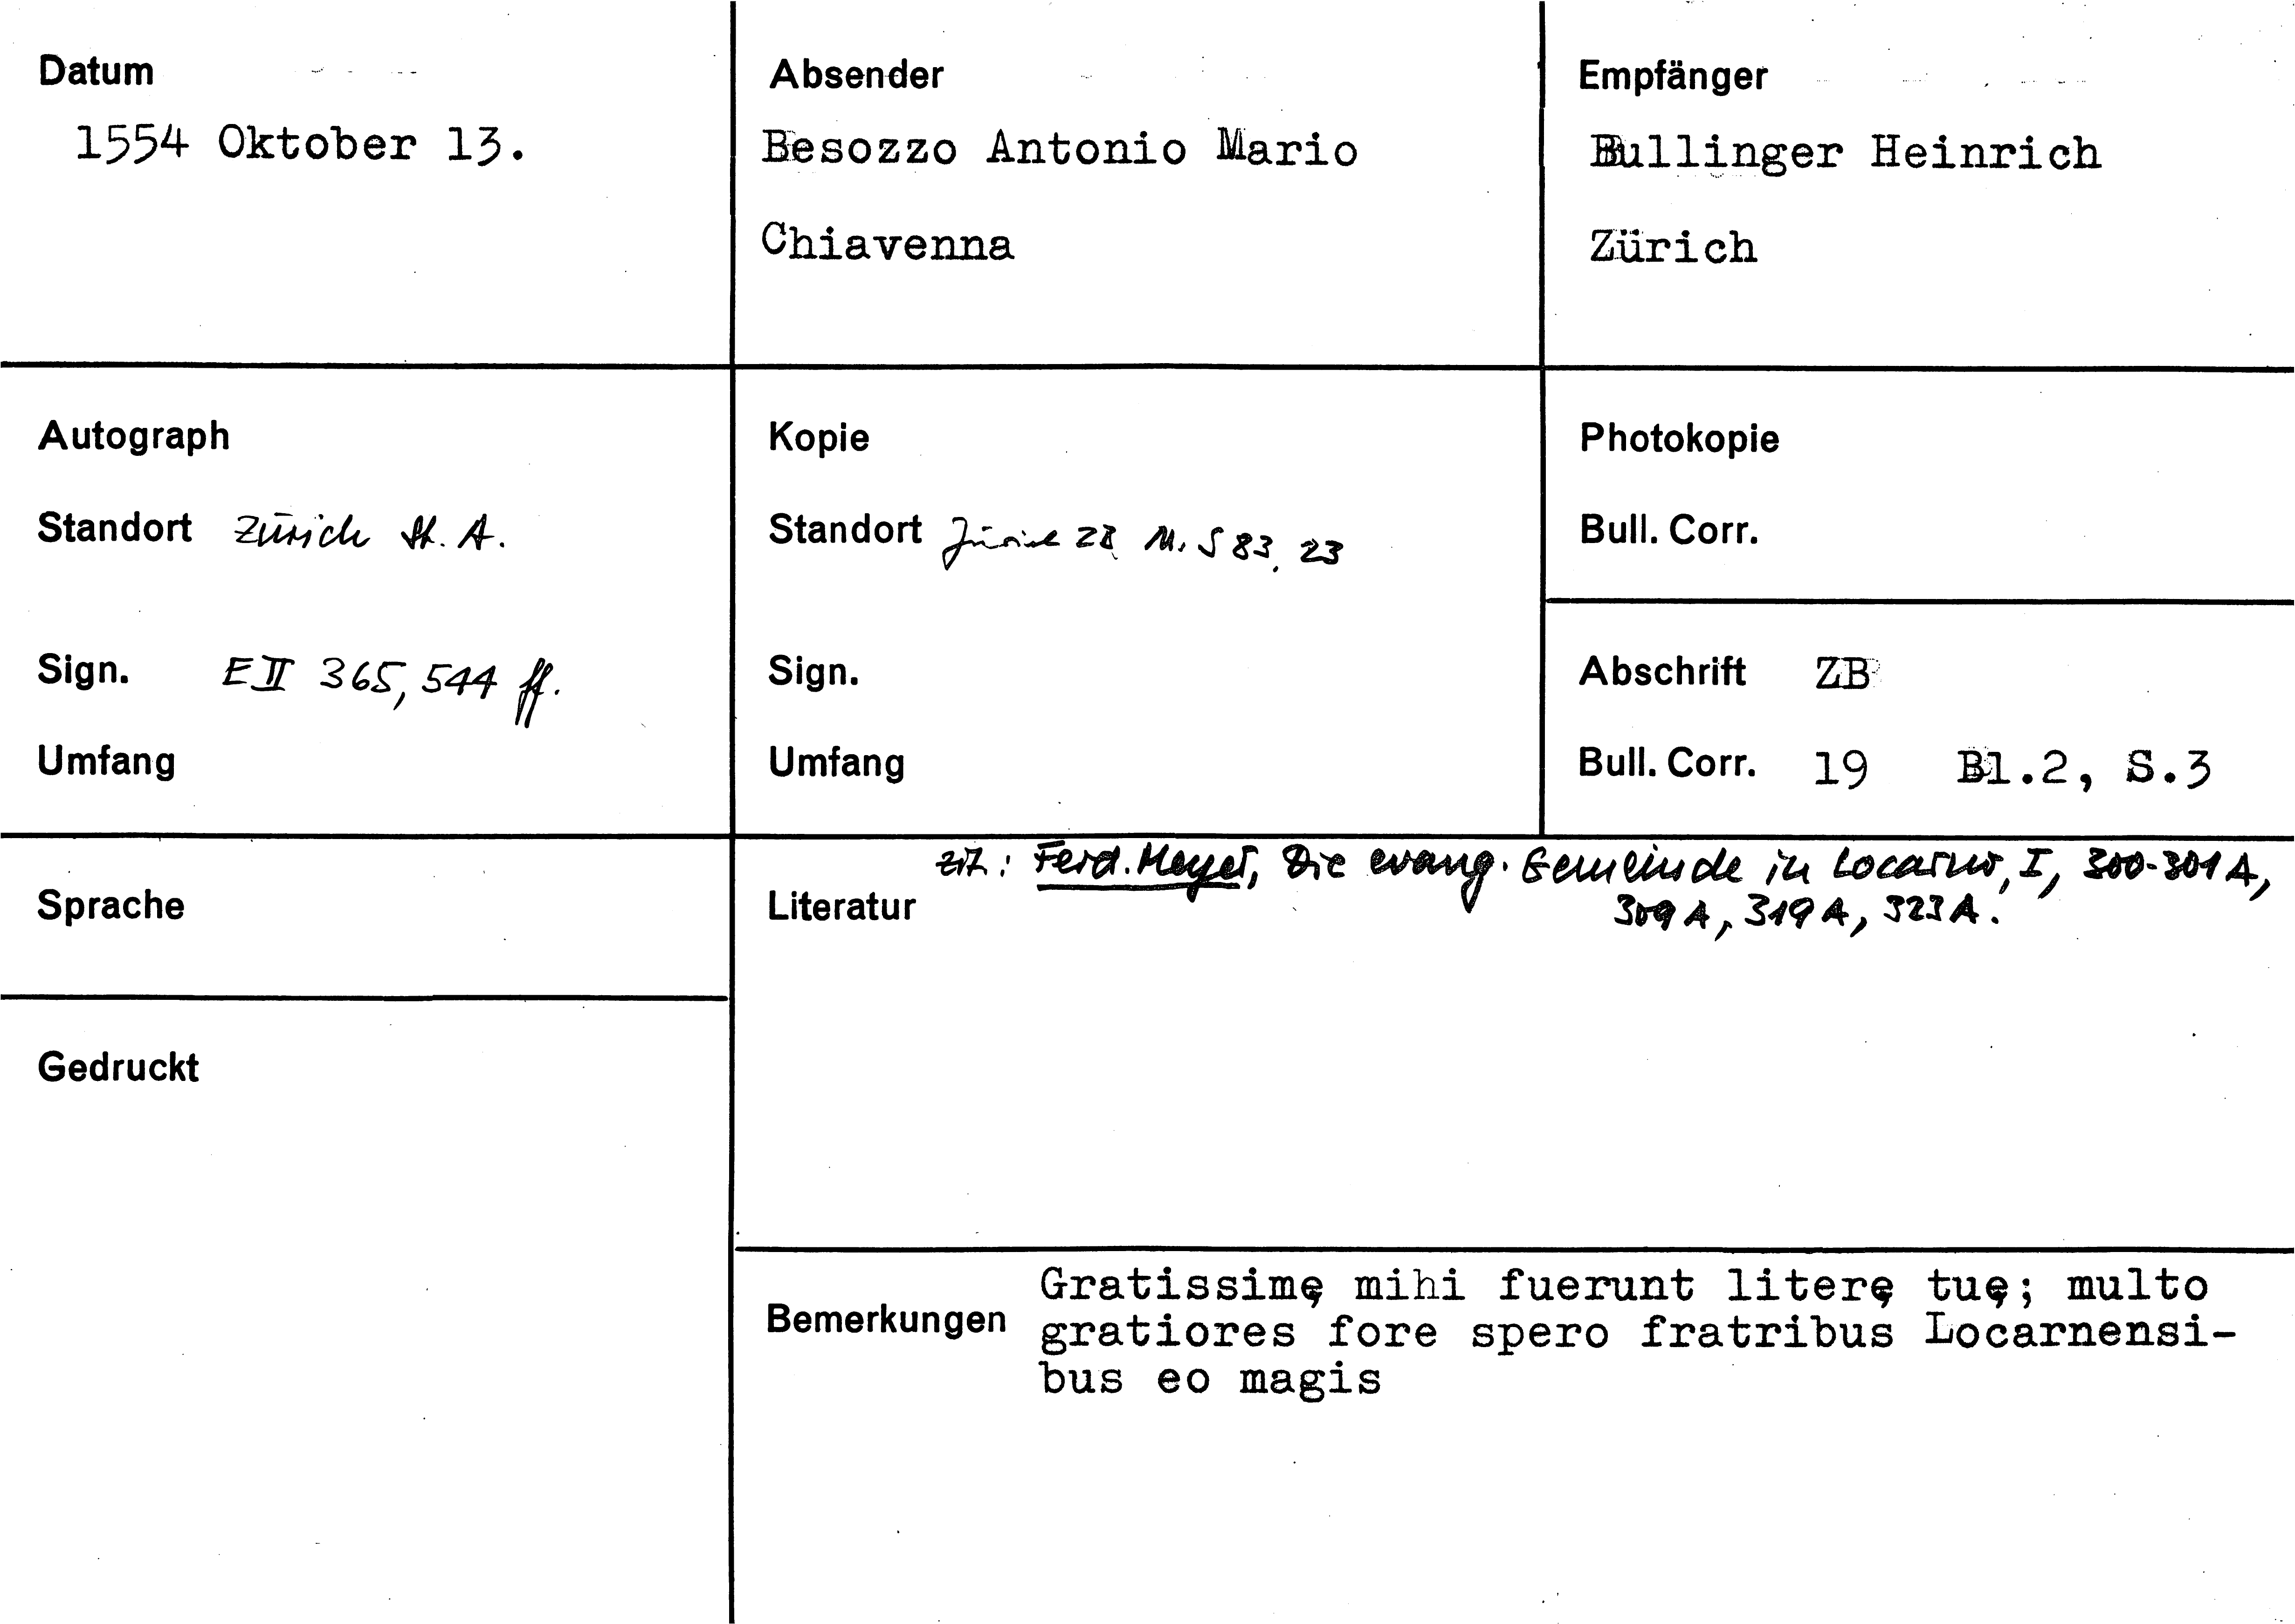 Datum
1554 Oktober 13.
Absender
Besozzo Antonio Mario
Chiavenna
Empfänger
Bullinger Heinrich
Zürich
Autograph
Standort Zürich St. A.
Sign. E II 365, 544 ff.
Umfang
Kopie
Standort Zürich ZB M. S 83, 23
Sign.
Umfang
Photokopie
Bull. Corr.
Abschrift ZB
Bull. Corr. 19 Bl.2, S.3
Sprache
Gedruckt
Literatur
zit.: Ferd. Meyer, Die evang. Gemeinde in Locarno, I, 300-301 A,
309 A, 319 A, 323 A.
Bemerkungen
Gratissimę mihi fuerunt literę tuę; multo
gratiores fore spero fratribus Locarnensi-
bus eo magis